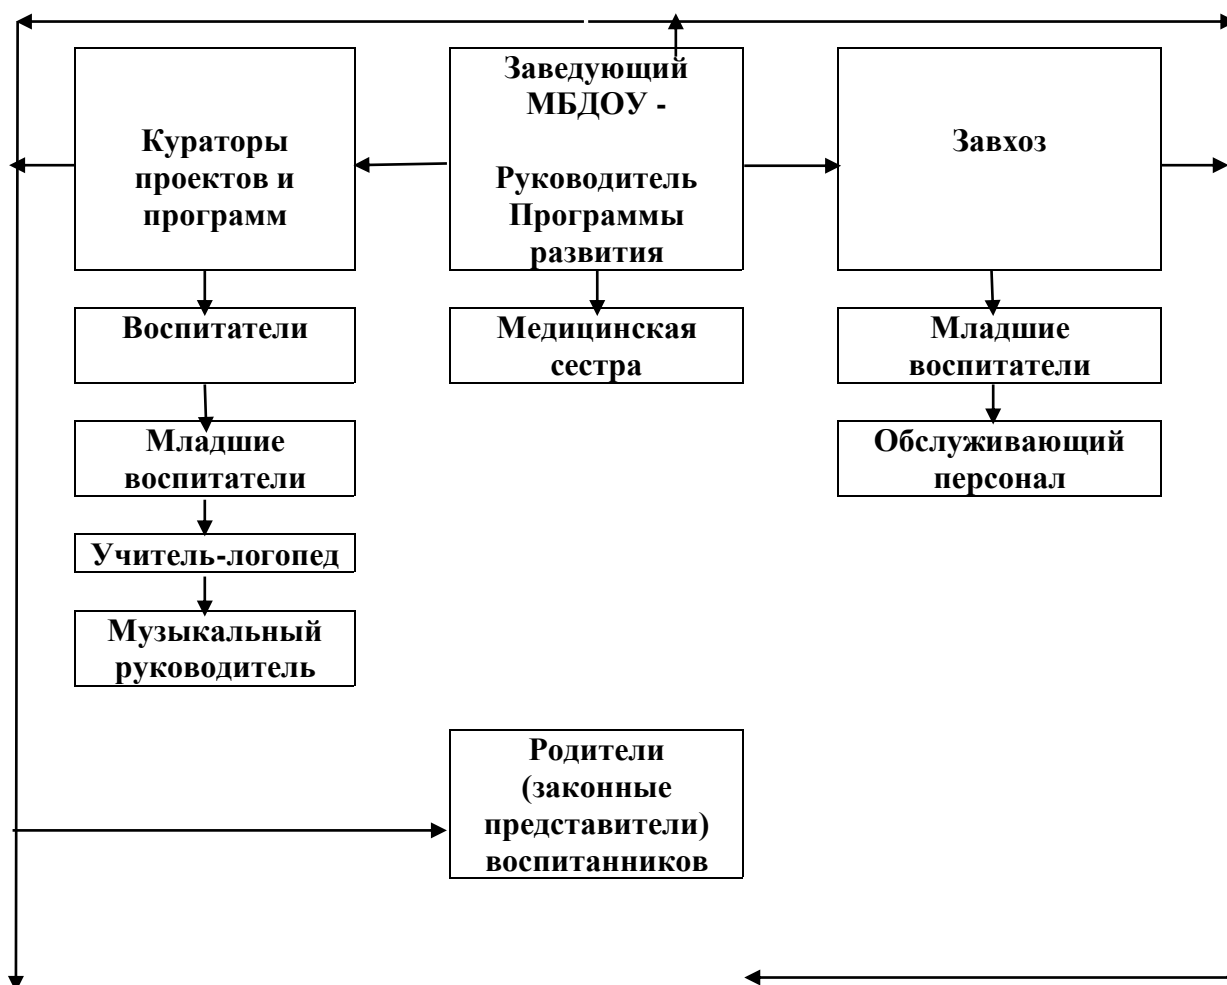 Кураторы
проектов и
программ
Заведующий
МБДОУ -
Руководитель
Программы
развития
Завхоз
Воспитатели
Медицинская
сестра
Младшие
воспитатели
Младшие
воспитатели
Обслуживающий
персонал
Учитель-логопед
Музыкальный
руководитель
Родители
(законные
представители)
воспитанников